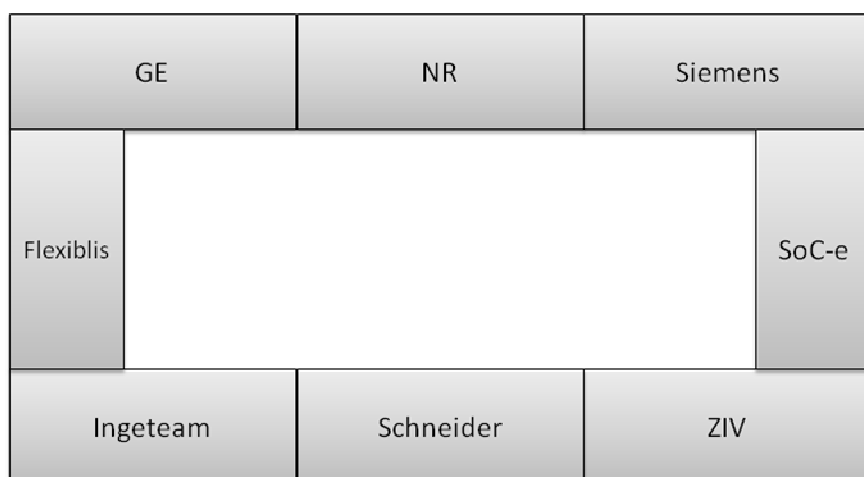 GE
NR
Siemens
Flexiblis
SoC-e
Ingeteam
Schneider
ZIV